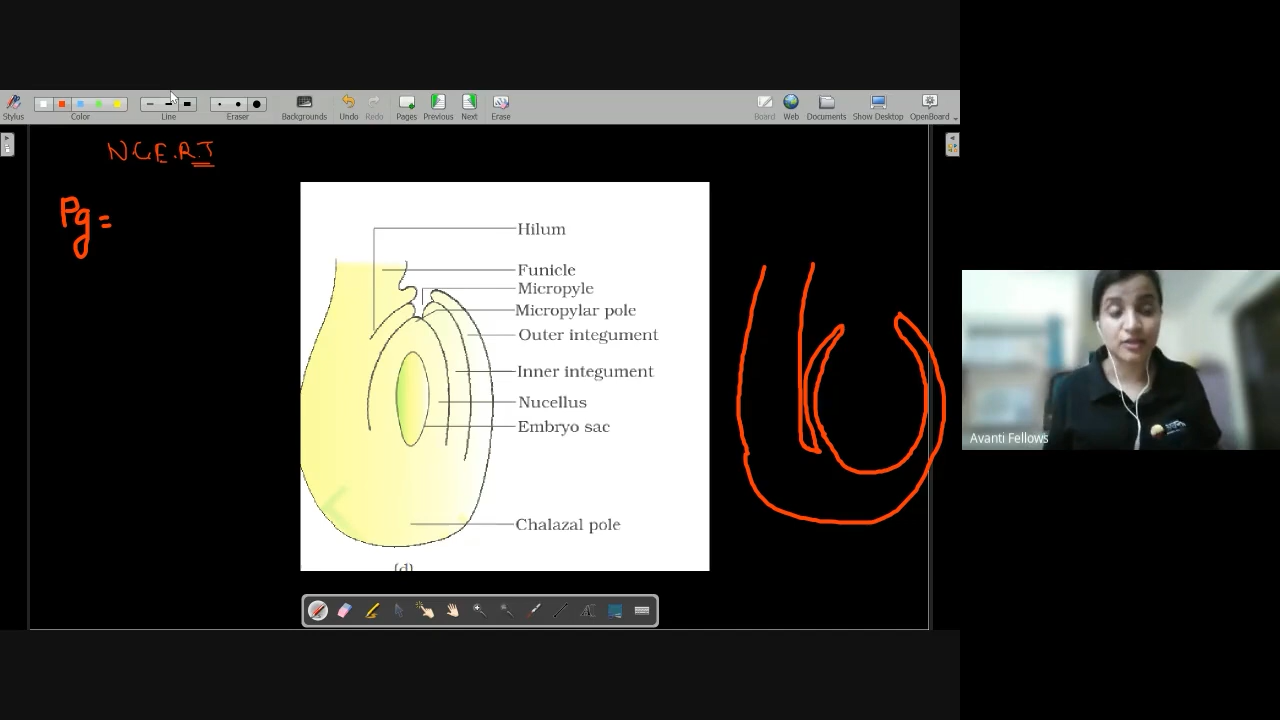 Stylus
Color
Line
Eraser
Backgrounds
Undo
Redo
Pages
Previous
Next
Erase
Board
Web
Documents
Show Desktop
OpenBoard
N.C.E.R.T
Pg =
Hilum
Funicle
Micropyle
Micropylar pole
Outer integument
Inner integument
Nucellus
Embryo sac
Chalazal pole
(d)
Avanti Fellows